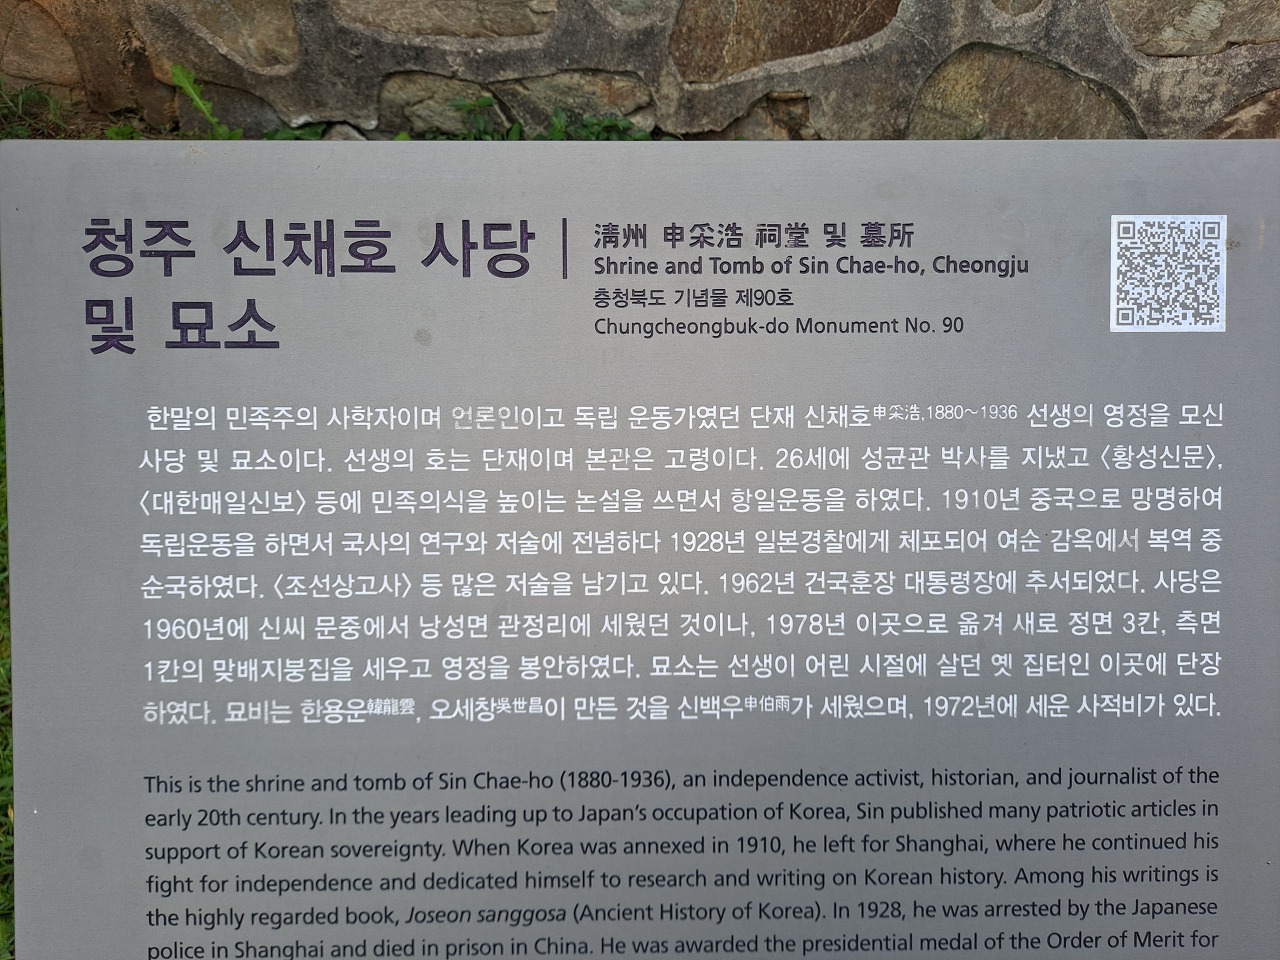 청주 신채호 사당
및 묘소
淸州 申采浩 祠堂 및 墓所
Shrine and Tomb of Sin Chae-ho, Cheongju
충청북도 기념물 제90호
Chungcheongbuk-do Monument No. 90
한말의 민족주의 사학자이며 언론인이고 독립 운동가였던 단재 신채호申采浩,1880~1936 선생의 영정을 모신
사당 및 묘소이다. 선생의 호는 단재이며 본관은 고령이다. 26세에 성균관 박사를 지냈고 〈황성신문〉,
〈대한매일신보〉 등에 민족의식을 높이는 논설을 쓰면서 항일운동을 하였다. 1910년 중국으로 망명하여
독립운동을 하면서 국사의 연구와 저술에 전념하다 1928년 일본경찰에게 체포되어 여순 감옥에서 복역 중
순국하였다. 〈조선상고사〉 등 많은 저술을 남기고 있다. 1962년 건국훈장 대통령장에 추서되었다. 사당은
1960년에 신씨 문중에서 낭성면 관정리에 세웠던 것이나, 1978년 이곳으로 옮겨 새로 정면 3칸, 측면
1칸의 맞배지붕집을 세우고 영정을 봉안하였다. 묘소는 선생이 어린 시절에 살던 옛 집터인 이곳에 단장
하였다. 묘비는 한용운韓龍雲, 오세창吳世昌이 만든 것을 신백우申伯雨가 세웠으며, 1972년에 세운 사적비가 있다.
This is the shrine and tomb of Sin Chae-ho (1880-1936), an independence activist, historian, and journalist of the
early 20th century. In the years leading up to Japan's occupation of Korea, Sin published many patriotic articles in
support of Korean sovereignty. When Korea was annexed in 1910, he left for Shanghai, where he continued his
fight for independence and dedicated himself to research and writing on Korean history. Among his writings is
the highly regarded book, Joseon sanggosa (Ancient History of Korea). In 1928, he was arrested by the Japanese
police in Shanghai and died in prison in China. He was awarded the presidential medal of the Order of Merit for